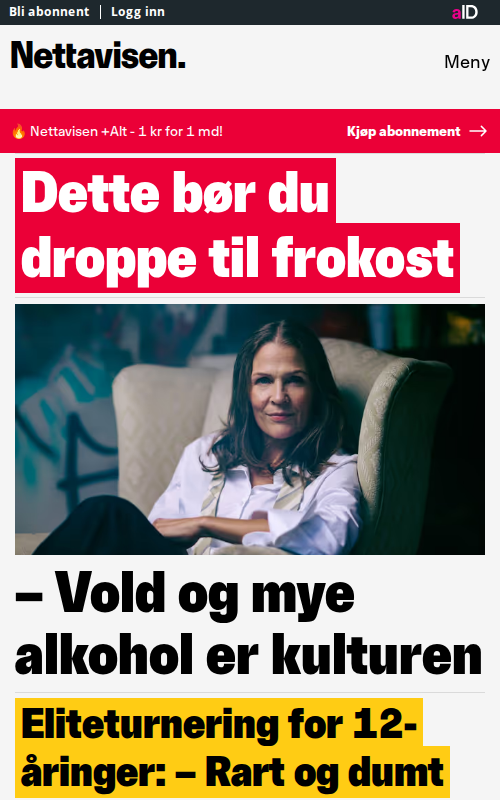 Bli abonnent | Logg inn
aID
Nettavisen.
Meny
🔥 Nettavisen +Alt - 1 kr for 1 md!
Kjøp abonnement →
Dette bør du
droppe til frokost
– Vold og mye
alkohol er kulturen
Eliteturnering for 12-
åringer: – Rart og dumt